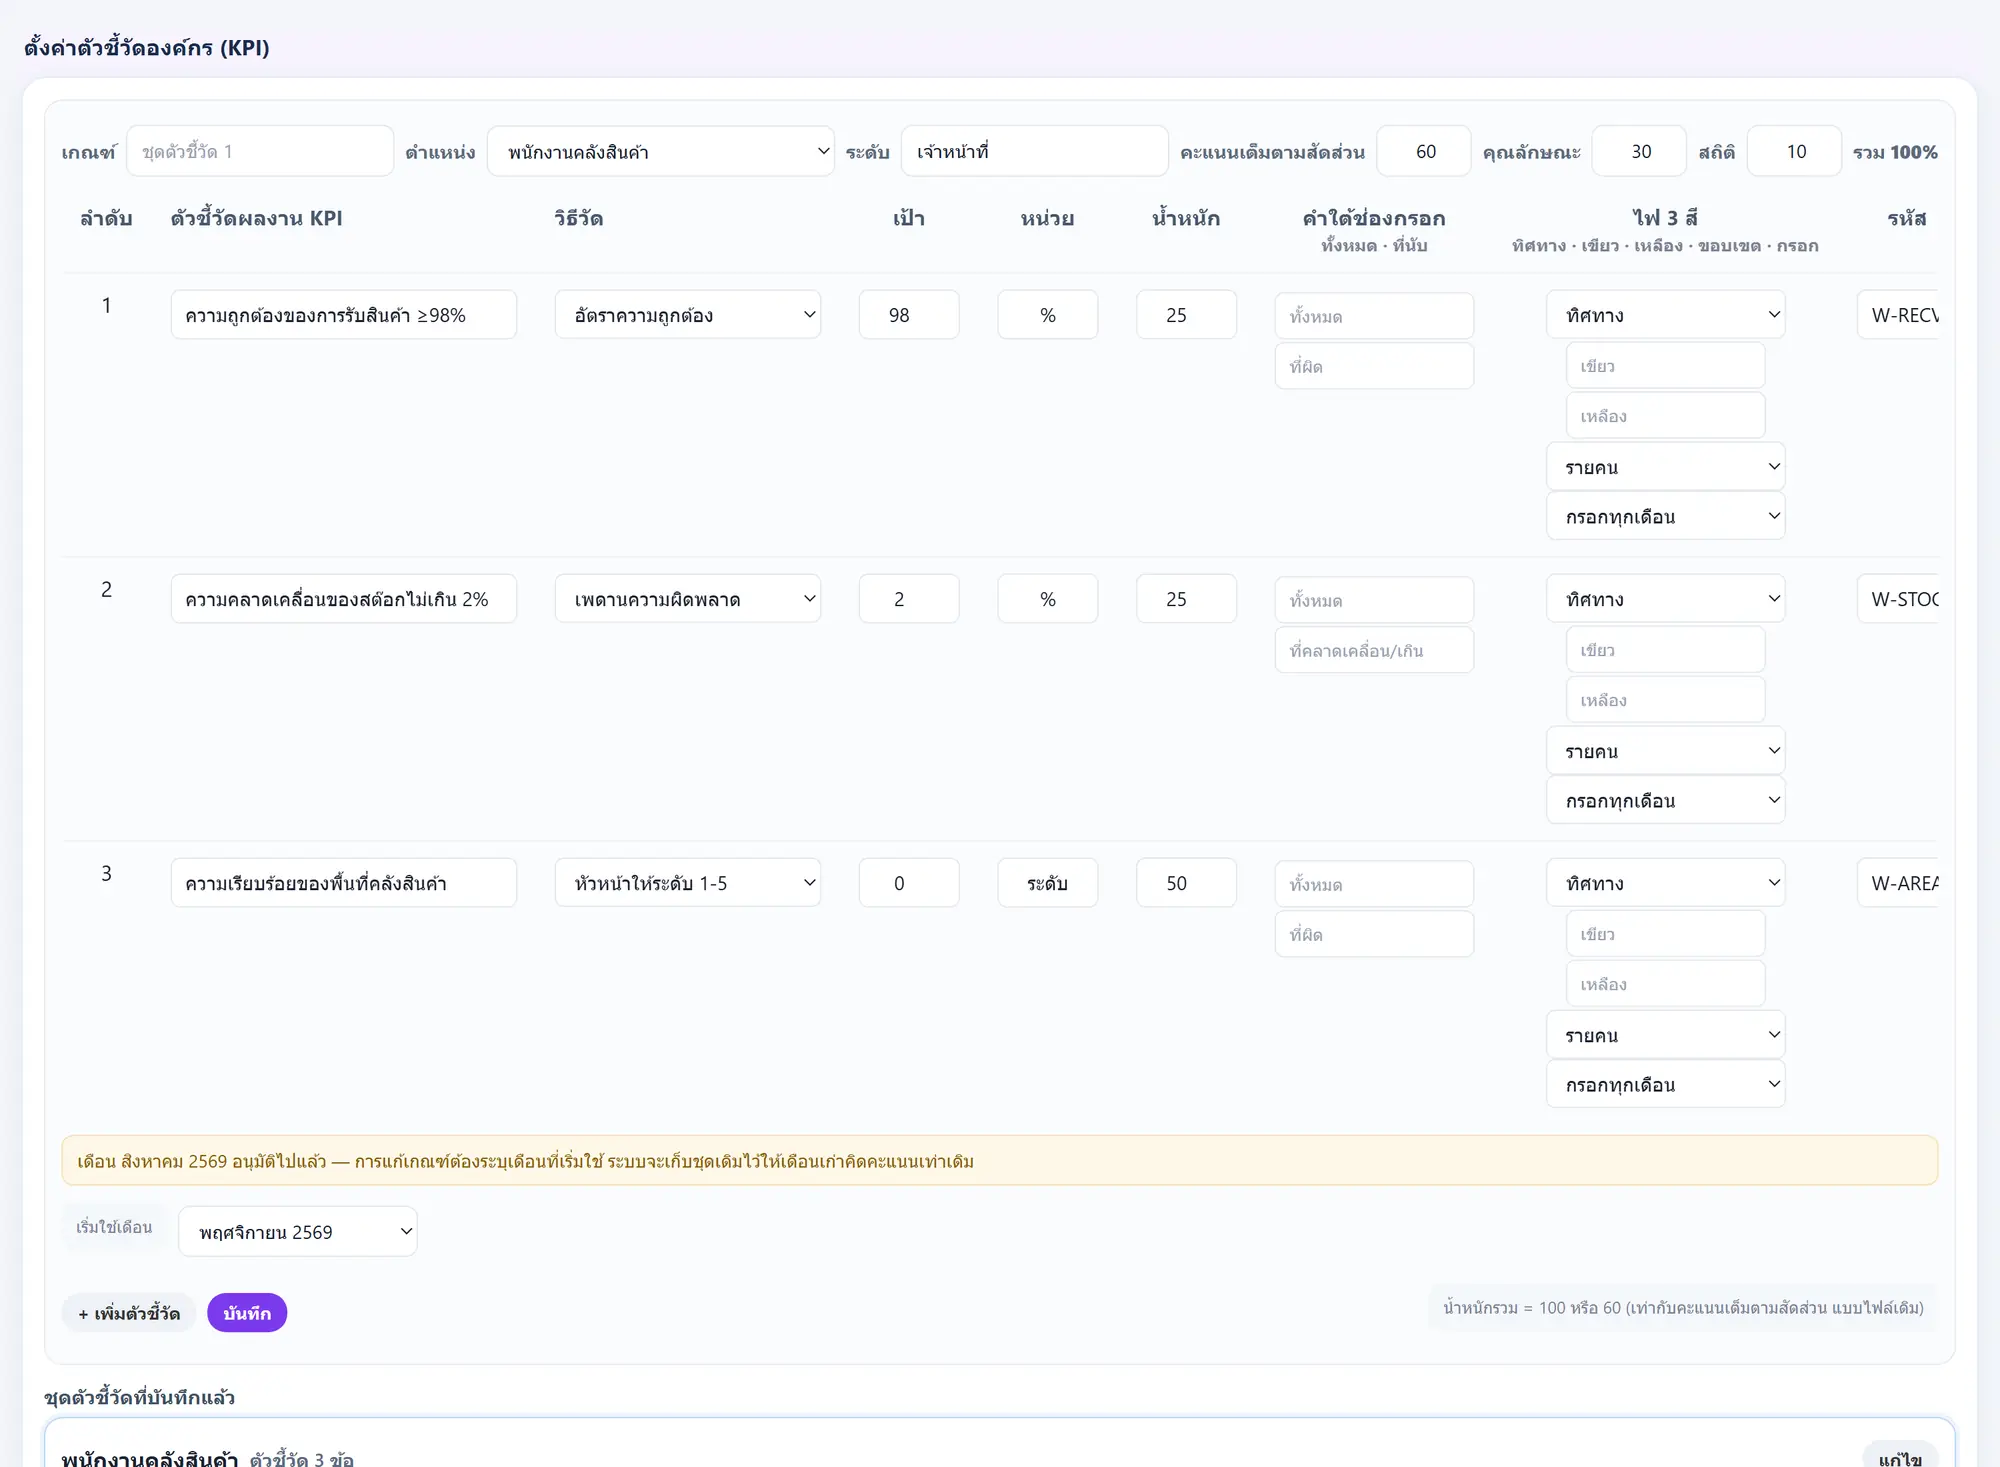 ตั้งค่าตัวชี้วัดองค์กร (KPI)
เกณฑ์ ชุดตัวชี้วัด 1 ตำแหน่ง พนักงานคลังสินค้า ระดับ เจ้าหน้าที่ คะแนนเต็มตามสัดส่วน 60 คุณลักษณะ 30 สถิติ 10 รวม 100%
ลำดับ ตัวชี้วัดผลงาน KPI วิธีวัด เป้า หน่วย น้ำหนัก คำใต้ช่องกรอก ไฟ 3 สี รหัส
ทั้งหมด · ที่นับ ทิศทาง · เขียว · เหลือง · ขอบเขต · กรอก
1 ความถูกต้องของการรับสินค้า ≥98% อัตราความถูกต้อง 98 % 25 ทั้งหมด ทิศทาง W-RECV
ที่ผิด เขียว
เหลือง
รายคน
กรอกทุกเดือน
2 ความคลาดเคลื่อนของสต๊อกไม่เกิน 2% เพดานความผิดพลาด 2 % 25 ทั้งหมด ทิศทาง W-STOC
ที่คลาดเคลื่อน/เกิน เขียว
เหลือง
รายคน
กรอกทุกเดือน
3 ความเรียบร้อยของพื้นที่คลังสินค้า หัวหน้าให้ระดับ 1-5 0 ระดับ 50 ทั้งหมด ทิศทาง W-AREA
ที่ผิด เขียว
เหลือง
รายคน
กรอกทุกเดือน
เดือน สิงหาคม 2569 อนุมัติไปแล้ว — การแก้เกณฑ์ต้องระบุเดือนที่เริ่มใช้ ระบบจะเก็บชุดเดิมไว้ให้เดือนเก่าคิดคะแนนเท่าเดิม
เริ่มใช้เดือน พฤศจิกายน 2569
+ เพิ่มตัวชี้วัด บันทึก น้ำหนักรวม = 100 หรือ 60 (เท่ากับคะแนนเต็มตามสัดส่วน แบบไฟล์เดิม)
ชุดตัวชี้วัดที่บันทึกแล้ว
พนักงานคลังสินค้า ตัวชี้วัด 3 ข้อ แก้ไข